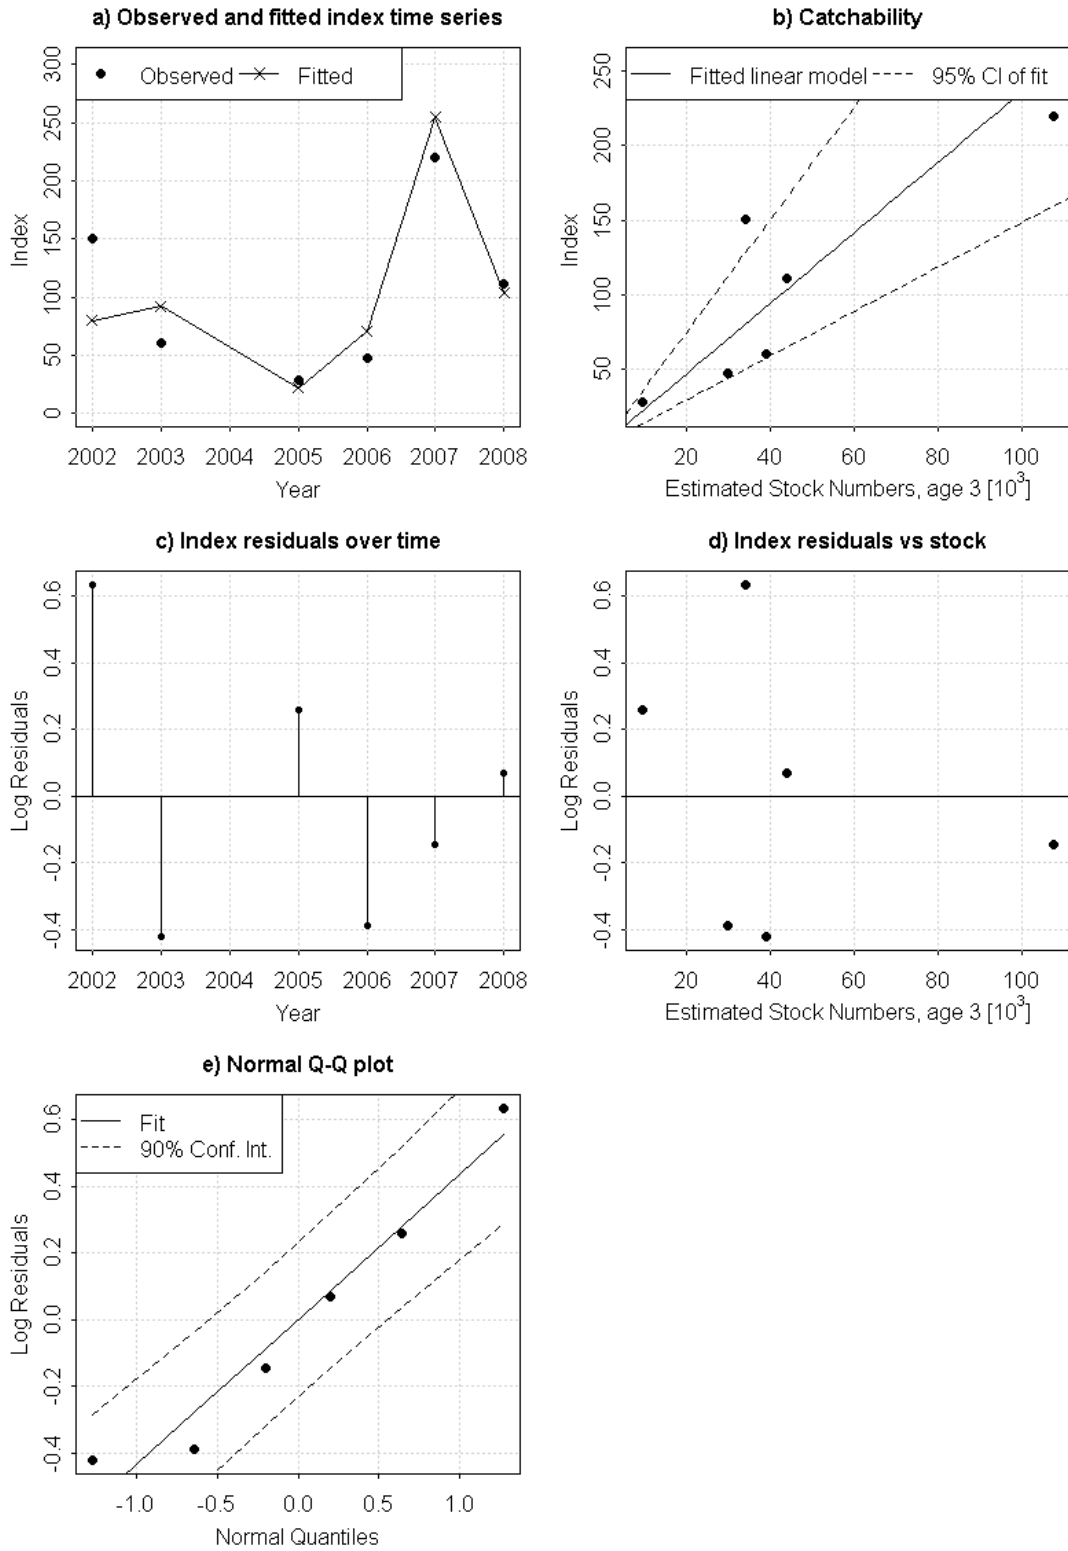 a) Observed and fitted index time series
Observed Fitted
300
250
200
150
100
50
0
Index
2002 2003 2004 2005 2006 2007 2008
Year
b) Catchability
Fitted linear model 95% CI of fit
250
200
150
100
50
Index
20 40 60 80 100
Estimated Stock Numbers, age 3 [10³]
c) Index residuals over time
0.6
0.4
0.2
0.0
-0.2
-0.4
Log Residuals
2002 2003 2004 2005 2006 2007 2008
Year
d) Index residuals vs stock
0.6
0.4
0.2
0.0
-0.2
-0.4
Log Residuals
20 40 60 80 100
Estimated Stock Numbers, age 3 [10³]
e) Normal Q-Q plot
Fit
90% Conf. Int.
0.6
0.4
0.2
0.0
-0.2
-0.4
Log Residuals
-1.0 -0.5 0.0 0.5 1.0
Normal Quantiles